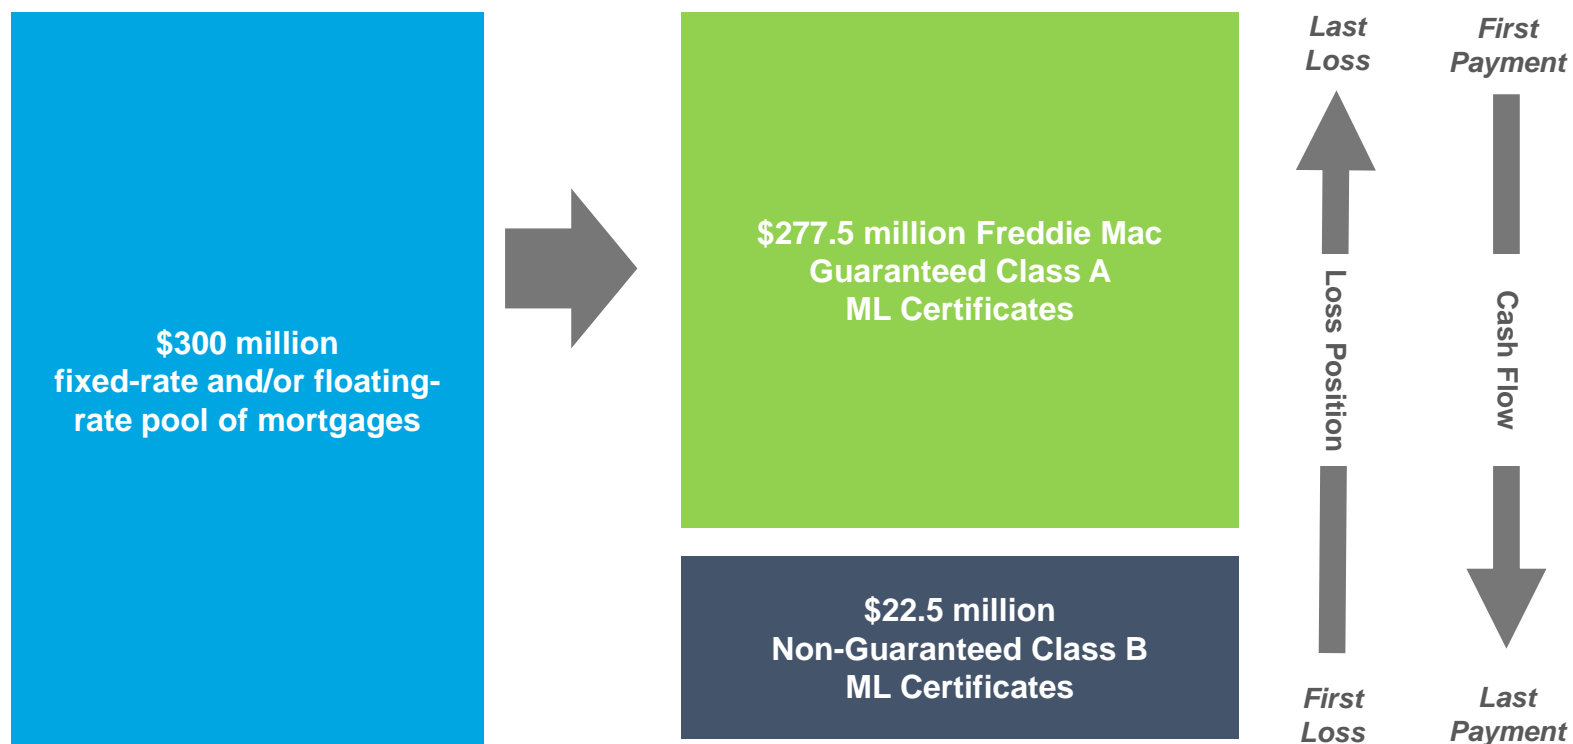 $300 million
fixed-rate and/or floating-
rate pool of mortgages
$277.5 million Freddie Mac
Guaranteed Class A
ML Certificates
$22.5 million
Non-Guaranteed Class B
ML Certificates
Last
Loss
Loss Position
First
Loss
First
Payment
Cash Flow
Last
Payment